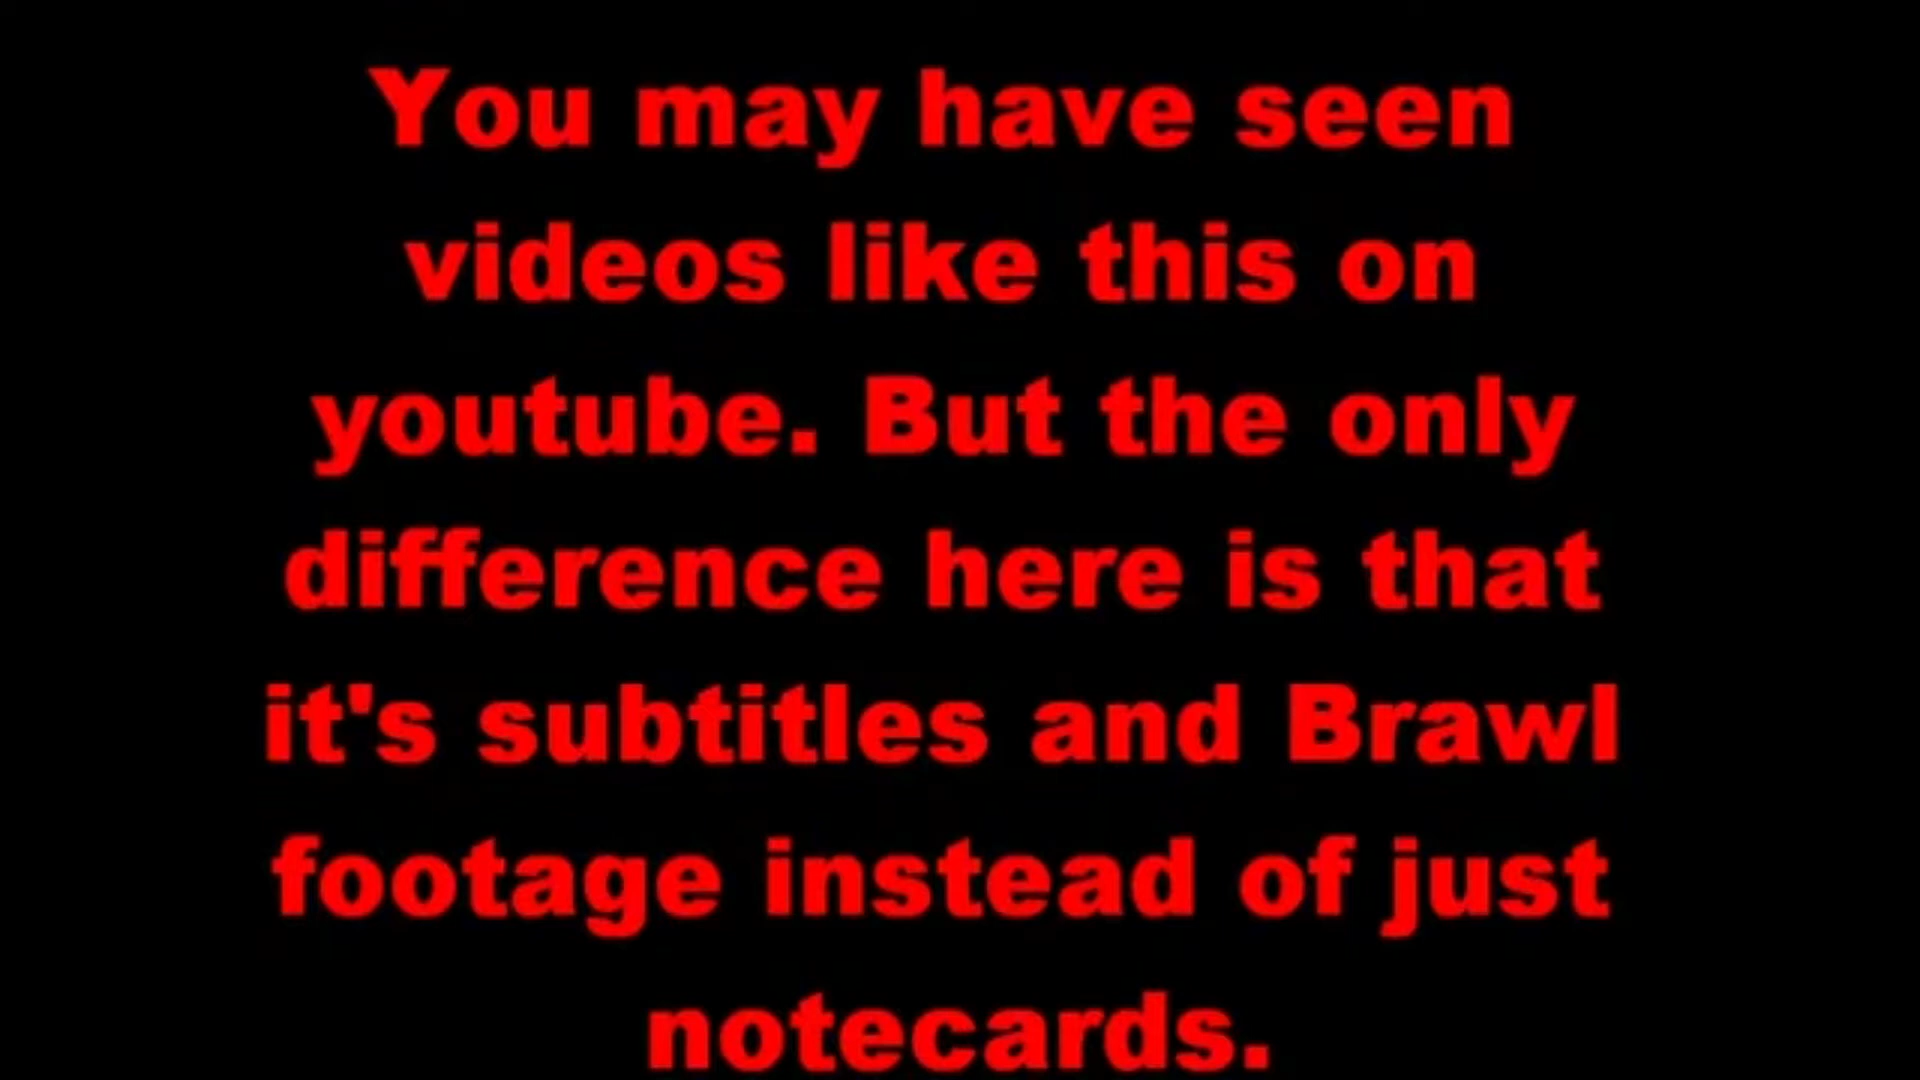 You may have seen
videos like this on
youtube. But the only
difference here is that
it's subtitles and Brawl
footage instead of just
notecards.